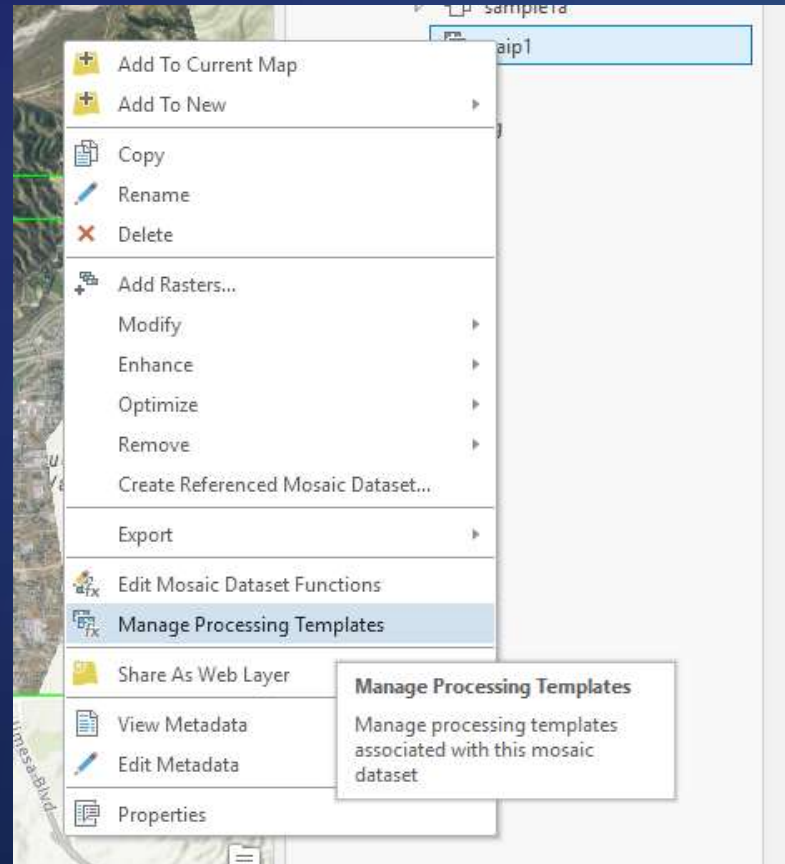 sample1a
aip1
Add To Current Map
Add To New
Copy
Rename
Delete
Add Rasters...
Modify
Enhance
Optimize
Remove
Create Referenced Mosaic Dataset...
Export
Edit Mosaic Dataset Functions
Manage Processing Templates
Share As Web Layer
Manage Processing Templates
Manage processing templates
associated with this mosaic
dataset
View Metadata
Edit Metadata
Properties
imesa Blvd